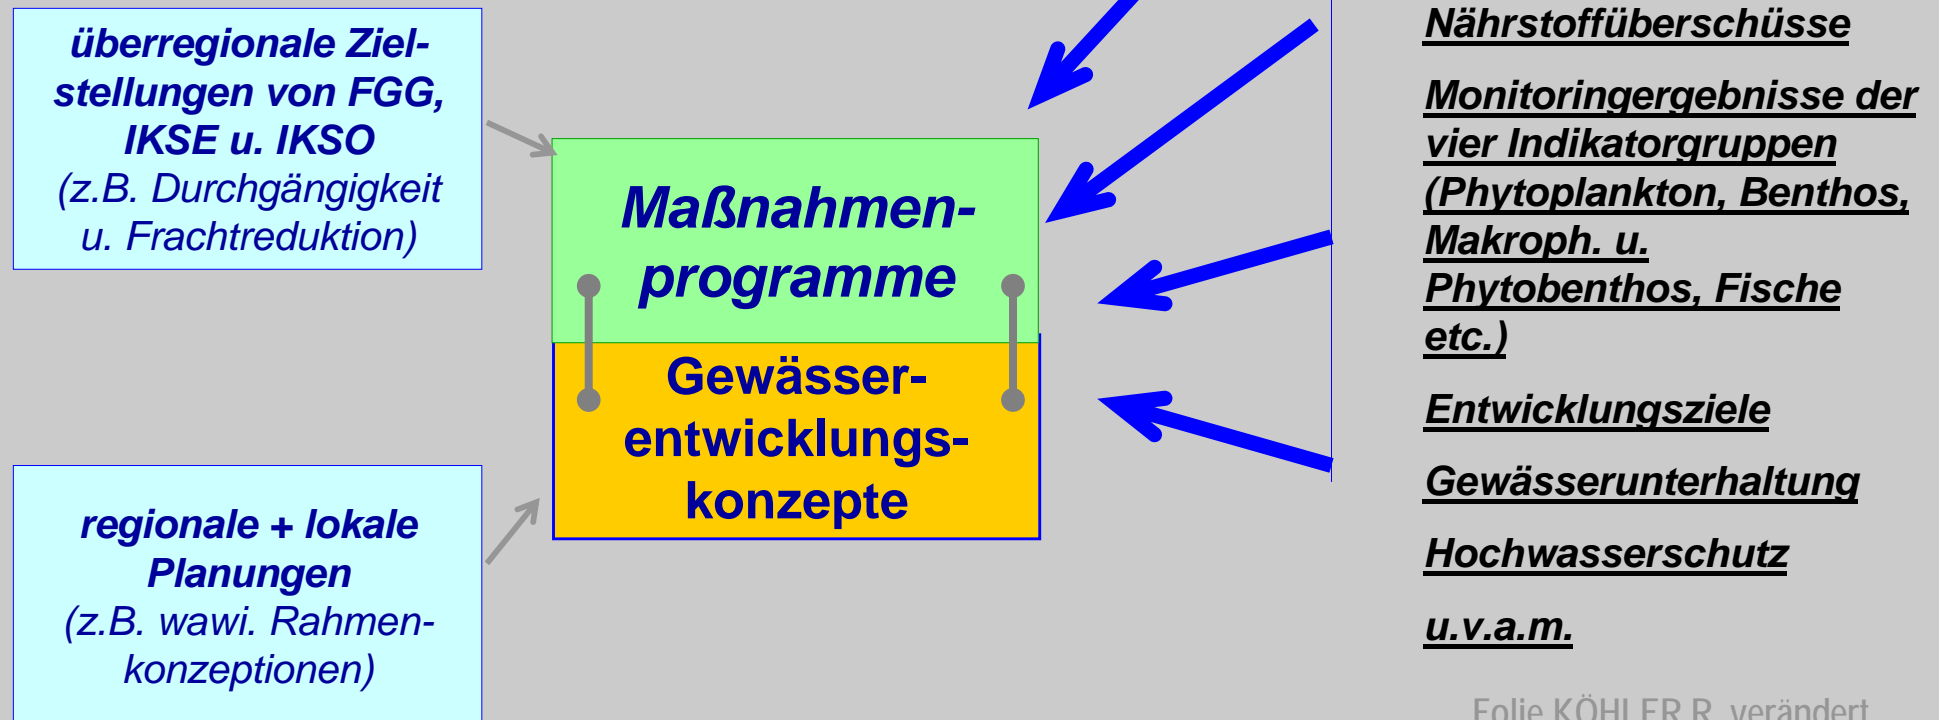 überregionale Ziel-
stellungen von FGG,
IKSE u. IKSO
(z.B. Durchgängigkeit
u. Frachtreduktion)
Maßnahmen-
programme
Gewässer-
entwicklungs-
konzepte
regionale + lokale
Planungen
(z.B. wawi. Rahmen-
konzeptionen)
Nährstoffüberschüsse
Monitoringergebnisse der
vier Indikatorgruppen
(Phytoplankton, Benthos,
Makroph. u.
Phytobenthos, Fische
etc.)
Entwicklungsziele
Gewässerunterhaltung
Hochwasserschutz
u.v.a.m.
Folie KÖHLER R. verändert